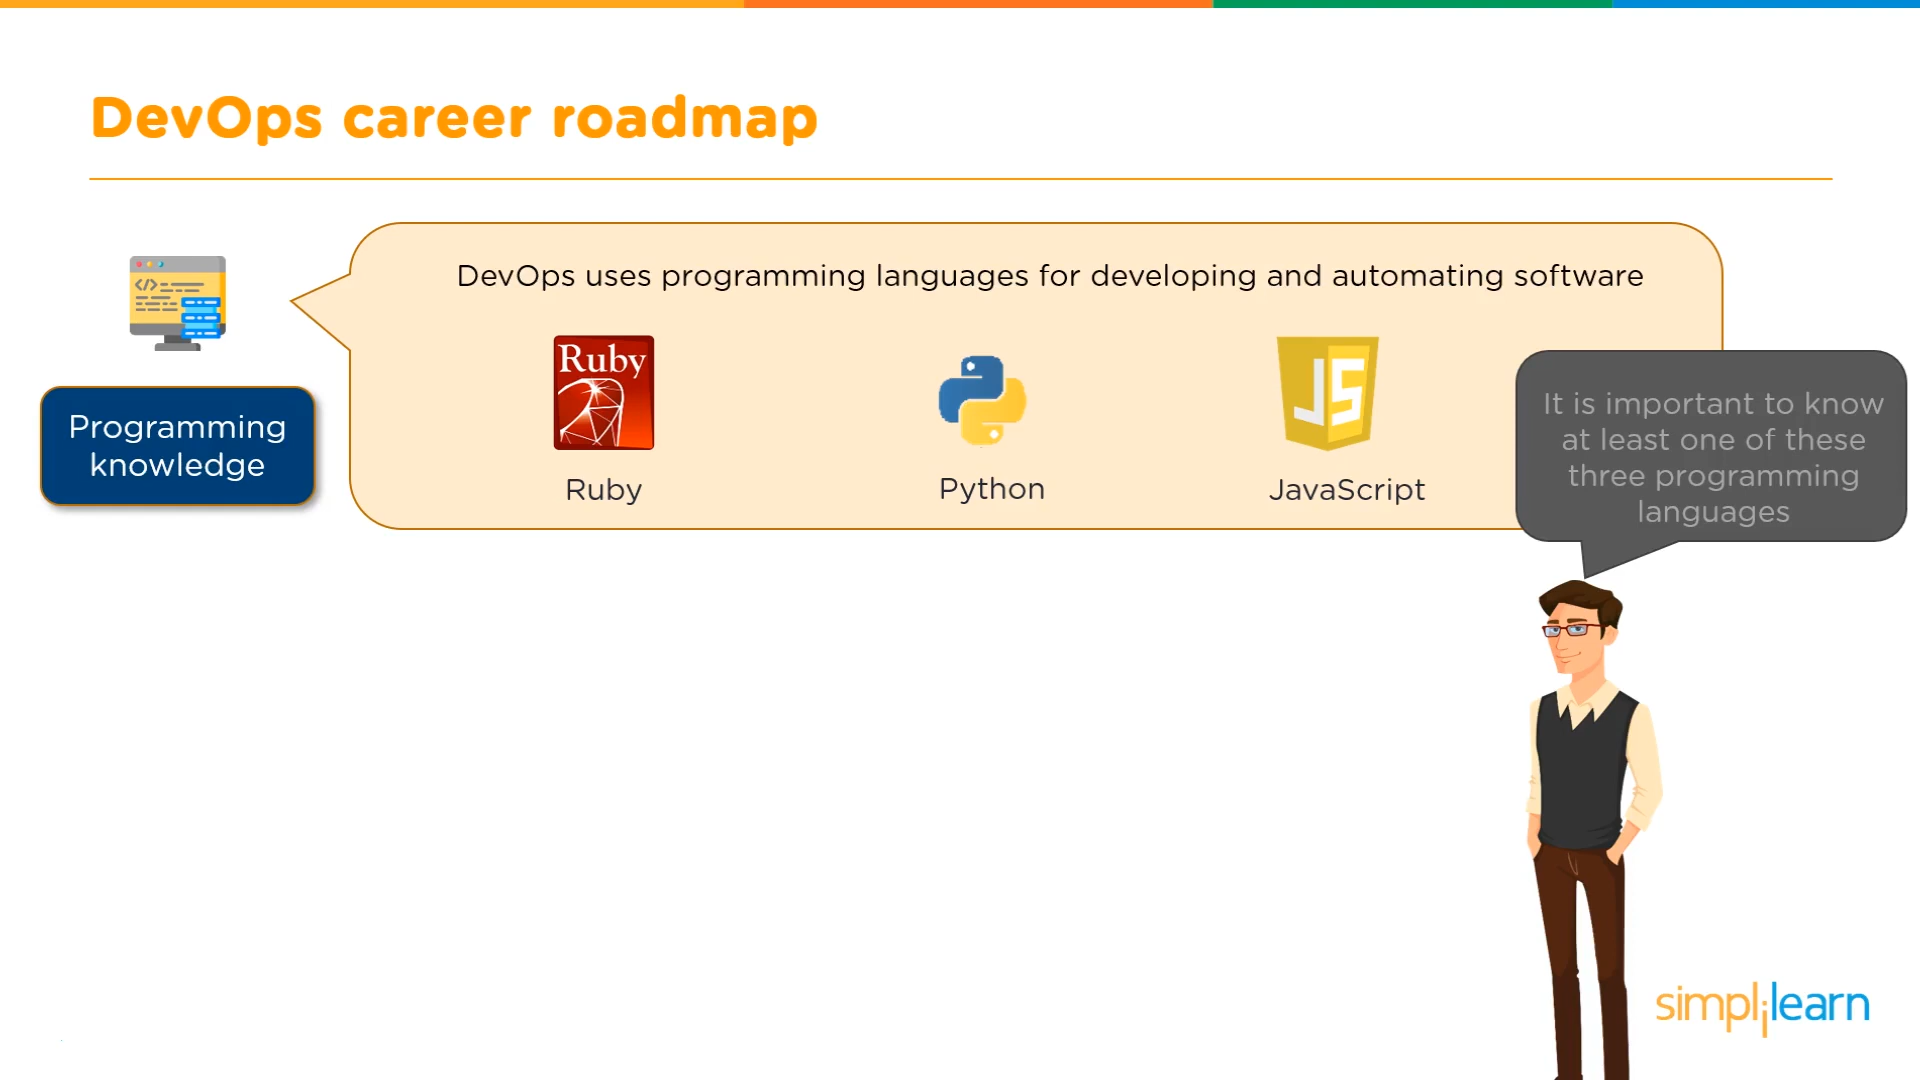 DevOps career roadmap
DevOps uses programming languages for developing and automating software
Programming
knowledge
Ruby
JS
Ruby
Python
JavaScript
It is important to know
at least one of these
three programming
languages
simplilearn